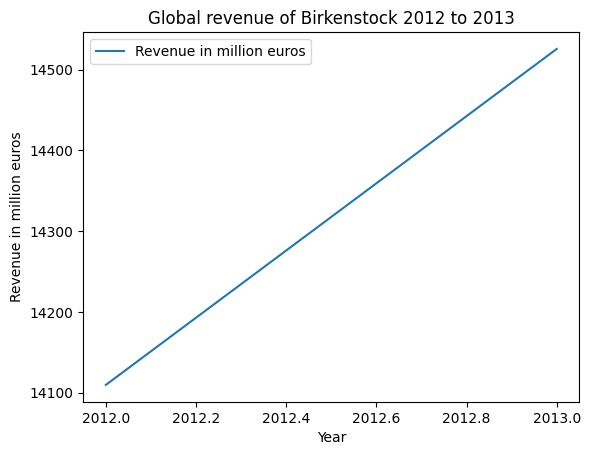 Global revenue of Birkenstock 2012 to 2013
Revenue in million euros
Revenue in million euros
14500
14400
14300
14200
14100
2012.0 2012.2 2012.4 2012.6 2012.8 2013.0
Year